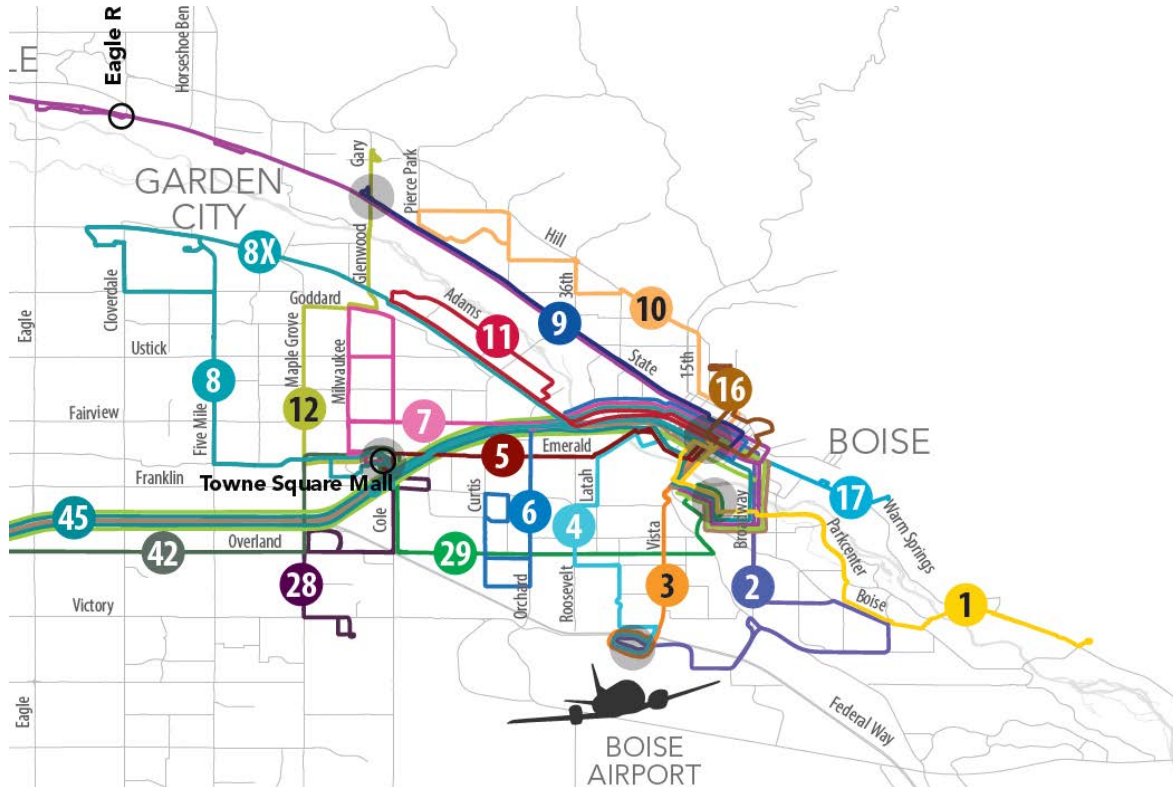 Eagle R
Horseshoe Ben
LE
Gary
Pierce Park
GARDEN
CITY
Hill
8X
Glenwood
36th
Cloverdale
Goddard
Adams
10
9
11
Eagle
Ustick
Maple Grove
Milwaukee
State
15th
8
16
Fairview
12
7
Five Mile
BOISE
5
Emerald
Franklin
Towne Square Mall
17
Curtis
Latah
Broadway
Warm Springs
45
6
4
Cole
Vista
Parkcenter
42
Overland
29
28
3
2
Orchard
Roosevelt
Boise
1
Victory
Eagle
Federal Way
BOISE
AIRPORT